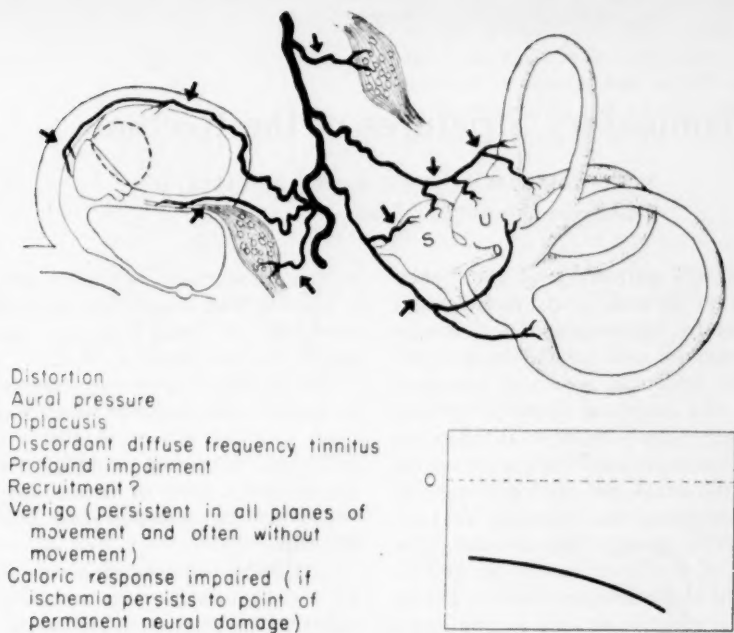 S
U
Distortion
Aural pressure
Diplacusis
Discordant diffuse frequency tinnitus
Profound impairment
Recruitment?
Vertigo (persistent in all planes of
movement and often without
movement)
Caloric response impaired (if
ischemia persists to point of
permanent neural damage)
0